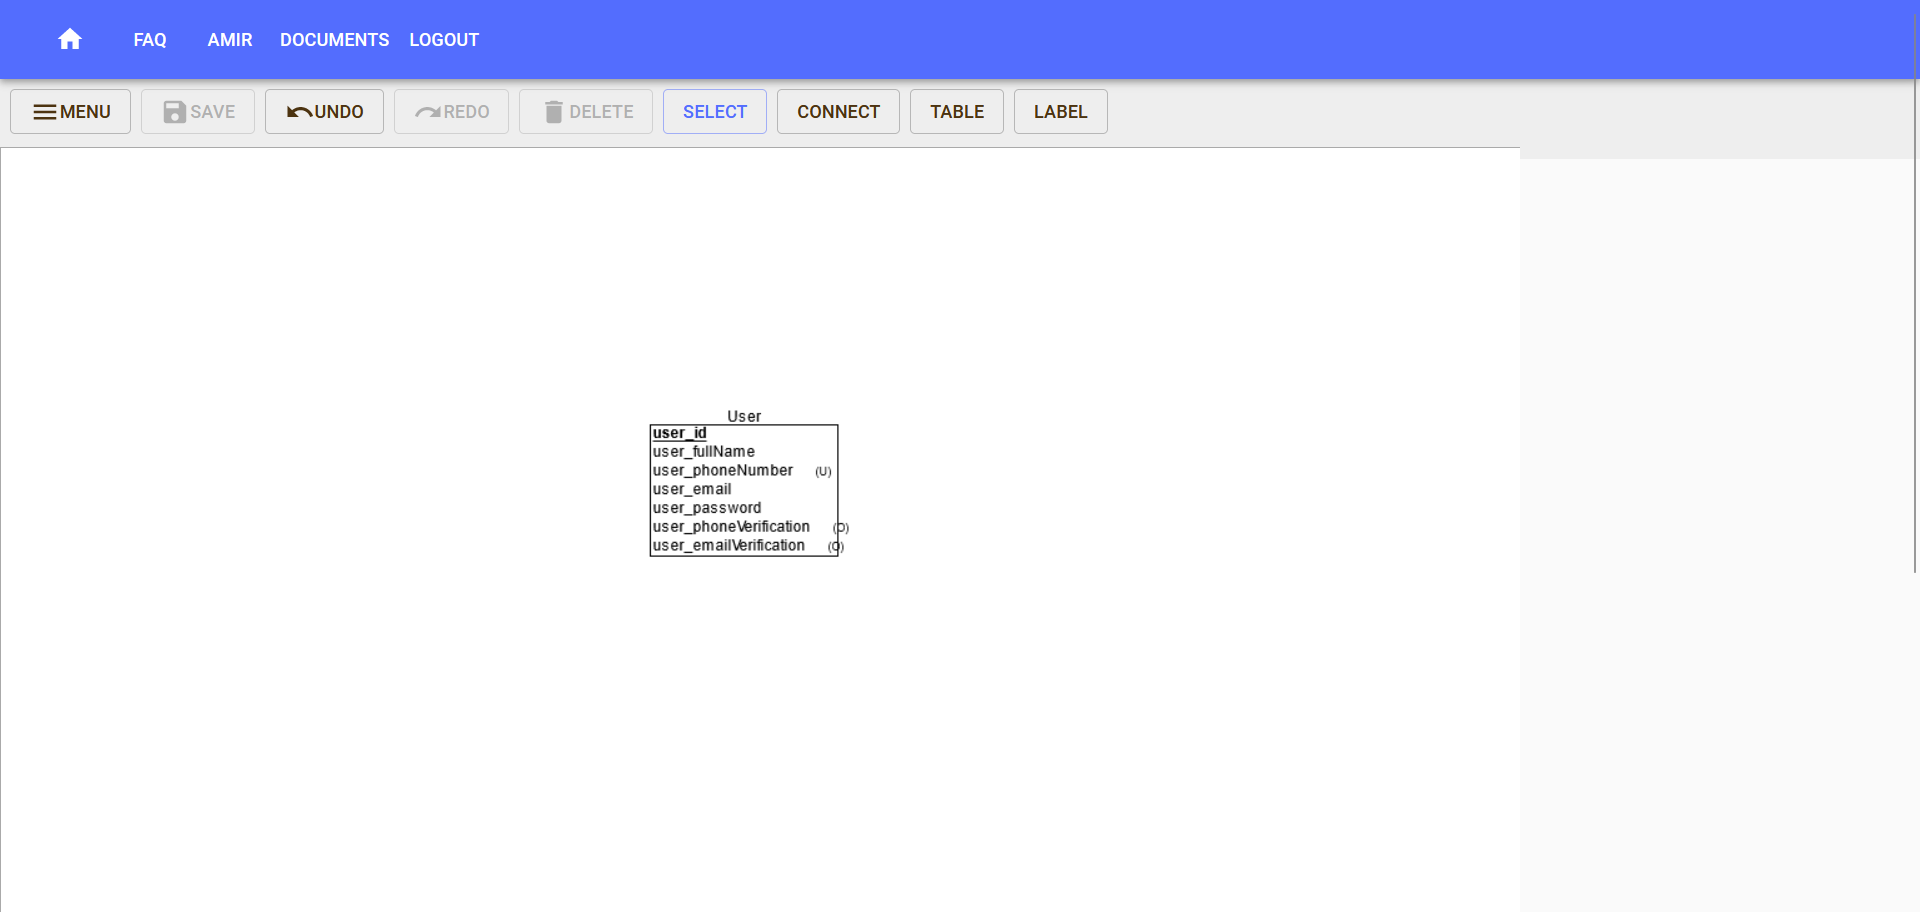 FAQ AMIR DOCUMENTS LOGOUT
MENU SAVE UNDO REDO DELETE SELECT CONNECT TABLE LABEL
User
user_id
user_fullName
user_phoneNumber (U)
user_email
user_password
user_phoneVerification (O)
user_emailVerification (O)